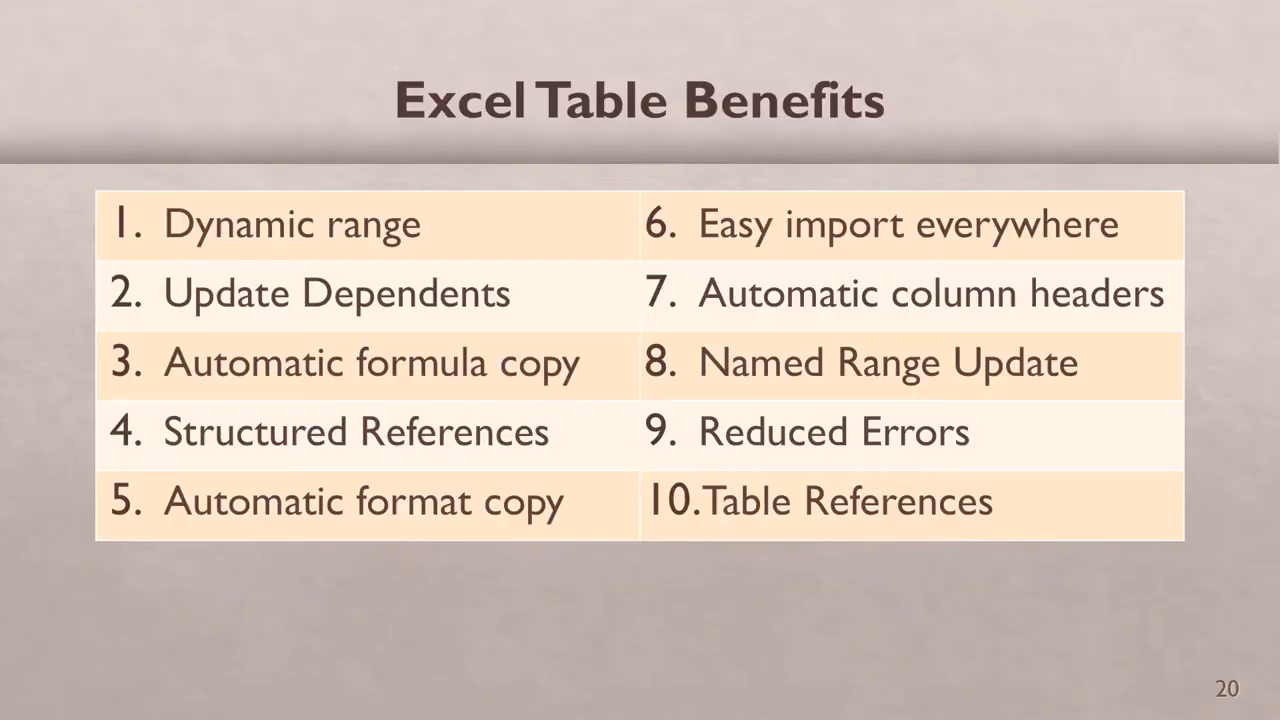 Excel Table Benefits
1. Dynamic range
2. Update Dependents
3. Automatic formula copy
4. Structured References
5. Automatic format copy
6. Easy import everywhere
7. Automatic column headers
8. Named Range Update
9. Reduced Errors
10. Table References
20